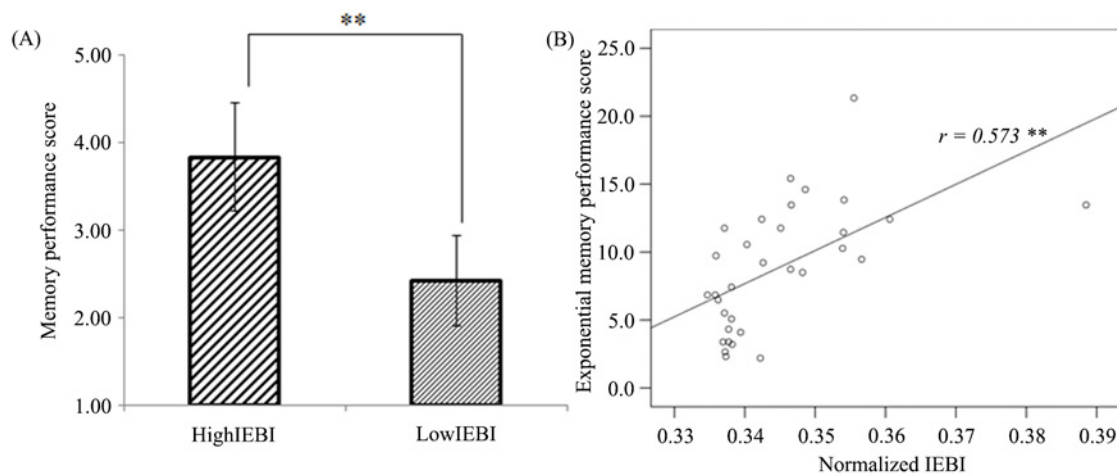 (A)
**
Memory performance score
5.00
4.00
3.00
2.00
1.00
HighIEBI
LowIEBI
(B)
Exponential memory performance score
25.0
20.0
15.0
10.0
5.0
0.0
r = 0.573 **
0.33 0.34 0.35 0.36 0.37 0.38 0.39
Normalized IEBI